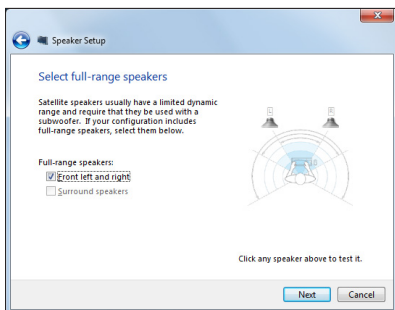 Speaker Setup
Select full-range speakers
Satellite speakers usually have a limited dynamic
range and require that they be used with a
subwoofer. If your configuration includes
full-range speakers, select them below.
L R
Full-range speakers:
Front left and right
Surround speakers
Click any speaker above to test it.
Next Cancel